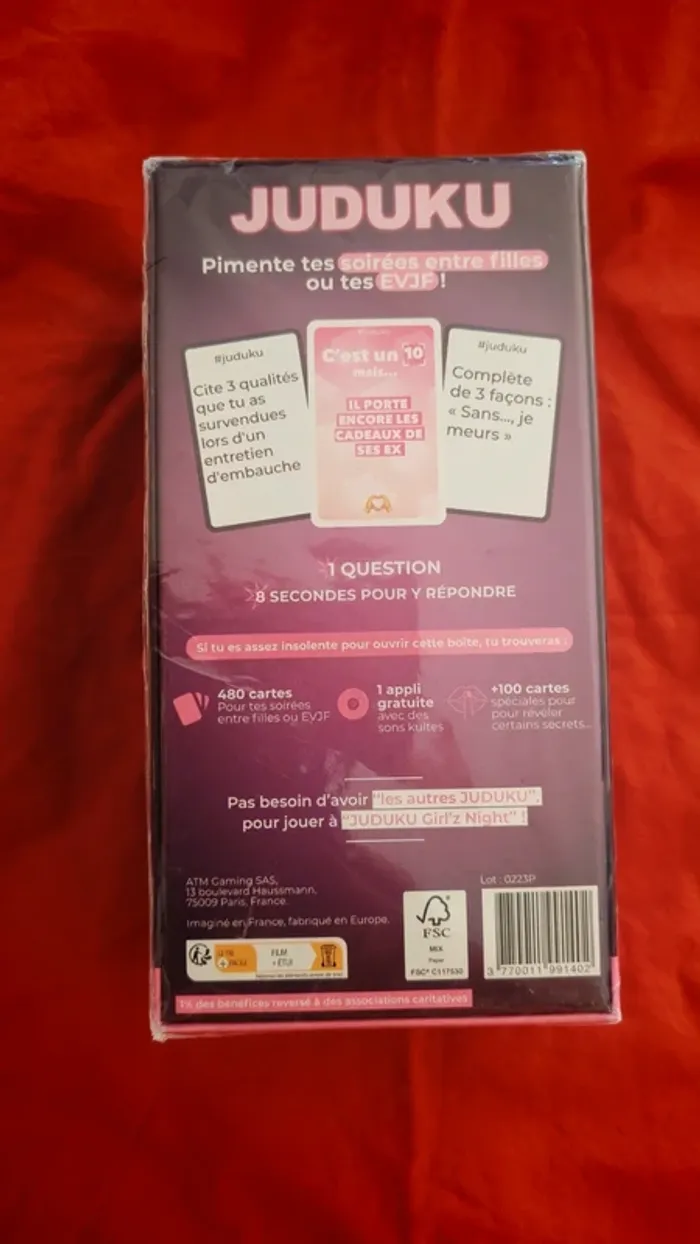 JUDUKU
Pimente tes soirées entre filles
ou tes EVJF !
#juduku
Cite 3 qualités
que tu as
survendues
lors d'un
entretien
d'embauche
C'est un 10
mais...
IL PORTE
ENCORE LES
CADEAUX DE
SES EX
#juduku
Complète
de 3 façons :
« Sans..., je
meurs »
1 QUESTION
8 SECONDES POUR Y RÉPONDRE
Si tu es assez insolente pour ouvrir cette boîte, tu trouveras :
480 cartes
Pour tes soirées
entre filles ou EVJF
1 appli
gratuite
avec des
sons kultes
+100 cartes
spéciales pour
pour révéler
certains secrets...
Pas besoin d'avoir "les autres JUDUKU",
pour jouer à "JUDUKU Girl'z Night" !
ATM Gaming SAS,
13 boulevard Haussmann,
75009 Paris, France.
Imaginé en France, fabriqué en Europe.
Lot : 0223P
FSC
MIX
Paper
FSC® C117530
FILM
+ ÉTUI
3 770011 991402
1% des bénéfices reversé à des associations caritatives